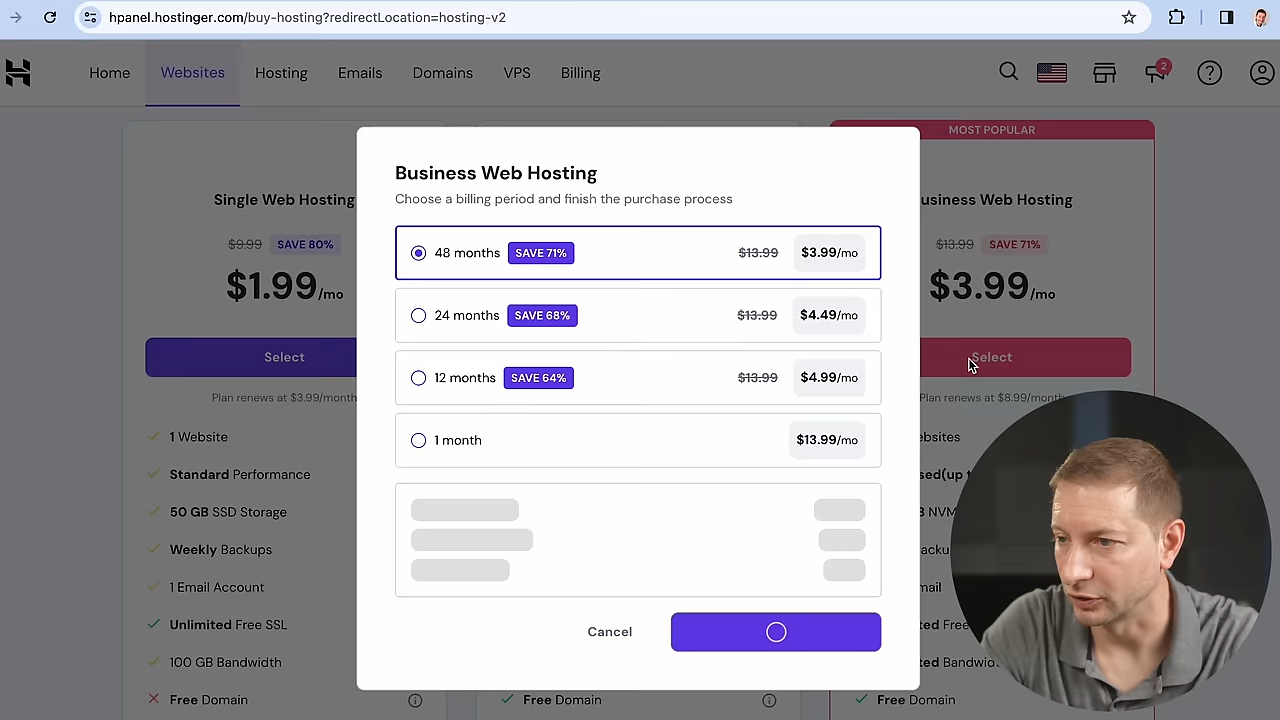 hpanel.hostinger.com/buy-hosting?redirectLocation=hosting-v2
Home Websites Hosting Emails Domains VPS Billing
2
MOST POPULAR
Single Web Hosting
$9.99 SAVE 80%
$1.99/mo
Select
Plan renews at $3.99/month
1 Website
Standard Performance
50 GB SSD Storage
Weekly Backups
1 Email Account
Unlimited Free SSL
100 GB Bandwidth
Free Domain
Business Web Hosting
Choose a billing period and finish the purchase process
48 months SAVE 71% $13.99 $3.99/mo
24 months SAVE 68% $13.99 $4.49/mo
12 months SAVE 64% $13.99 $4.99/mo
1 month $13.99/mo
Cancel
Free Domain
usiness Web Hosting
$13.99 SAVE 71%
$3.99/mo
Select
Plan renews at $8.99/month
ebsites
sed(up t
NVM
acku
mail
ted Free
ted Bandwid
Free Domain